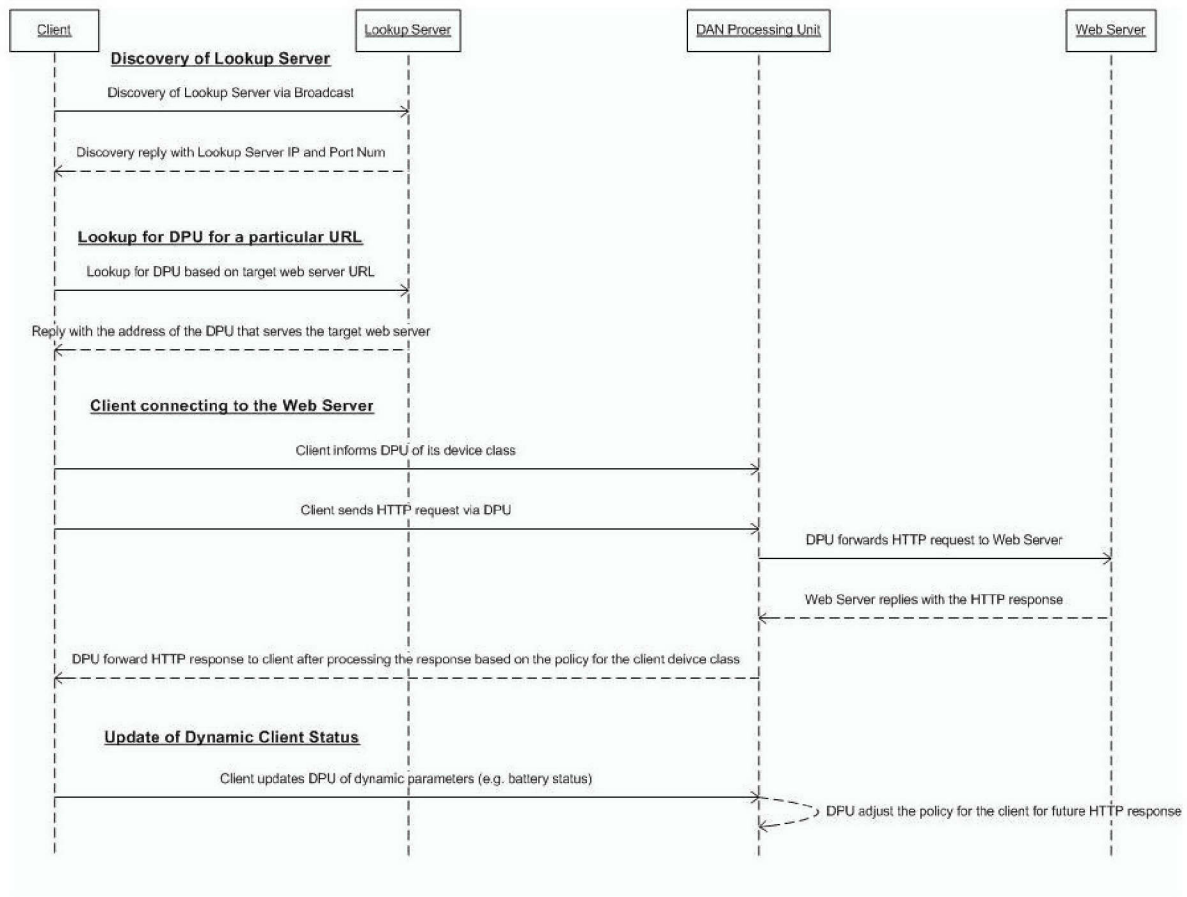 Client
Lookup Server
DAN Processing Unit
Web Server
Discovery of Lookup Server
Discovery of Lookup Server via Broadcast
Discovery reply with Lookup Server IP and Port Num
Lookup for DPU for a particular URL
Lookup for DPU based on target web server URL
Reply with the address of the DPU that serves the target web server
Client connecting to the Web Server
Client informs DPU of its device class
Client sends HTTP request via DPU
DPU forwards HTTP request to Web Server
Web Server replies with the HTTP response
DPU forward HTTP response to client after processing the response based on the policy for the client deivce class
Update of Dynamic Client Status
Client updates DPU of dynamic parameters (e.g. battery status)
DPU adjust the policy for the client for future HTTP response